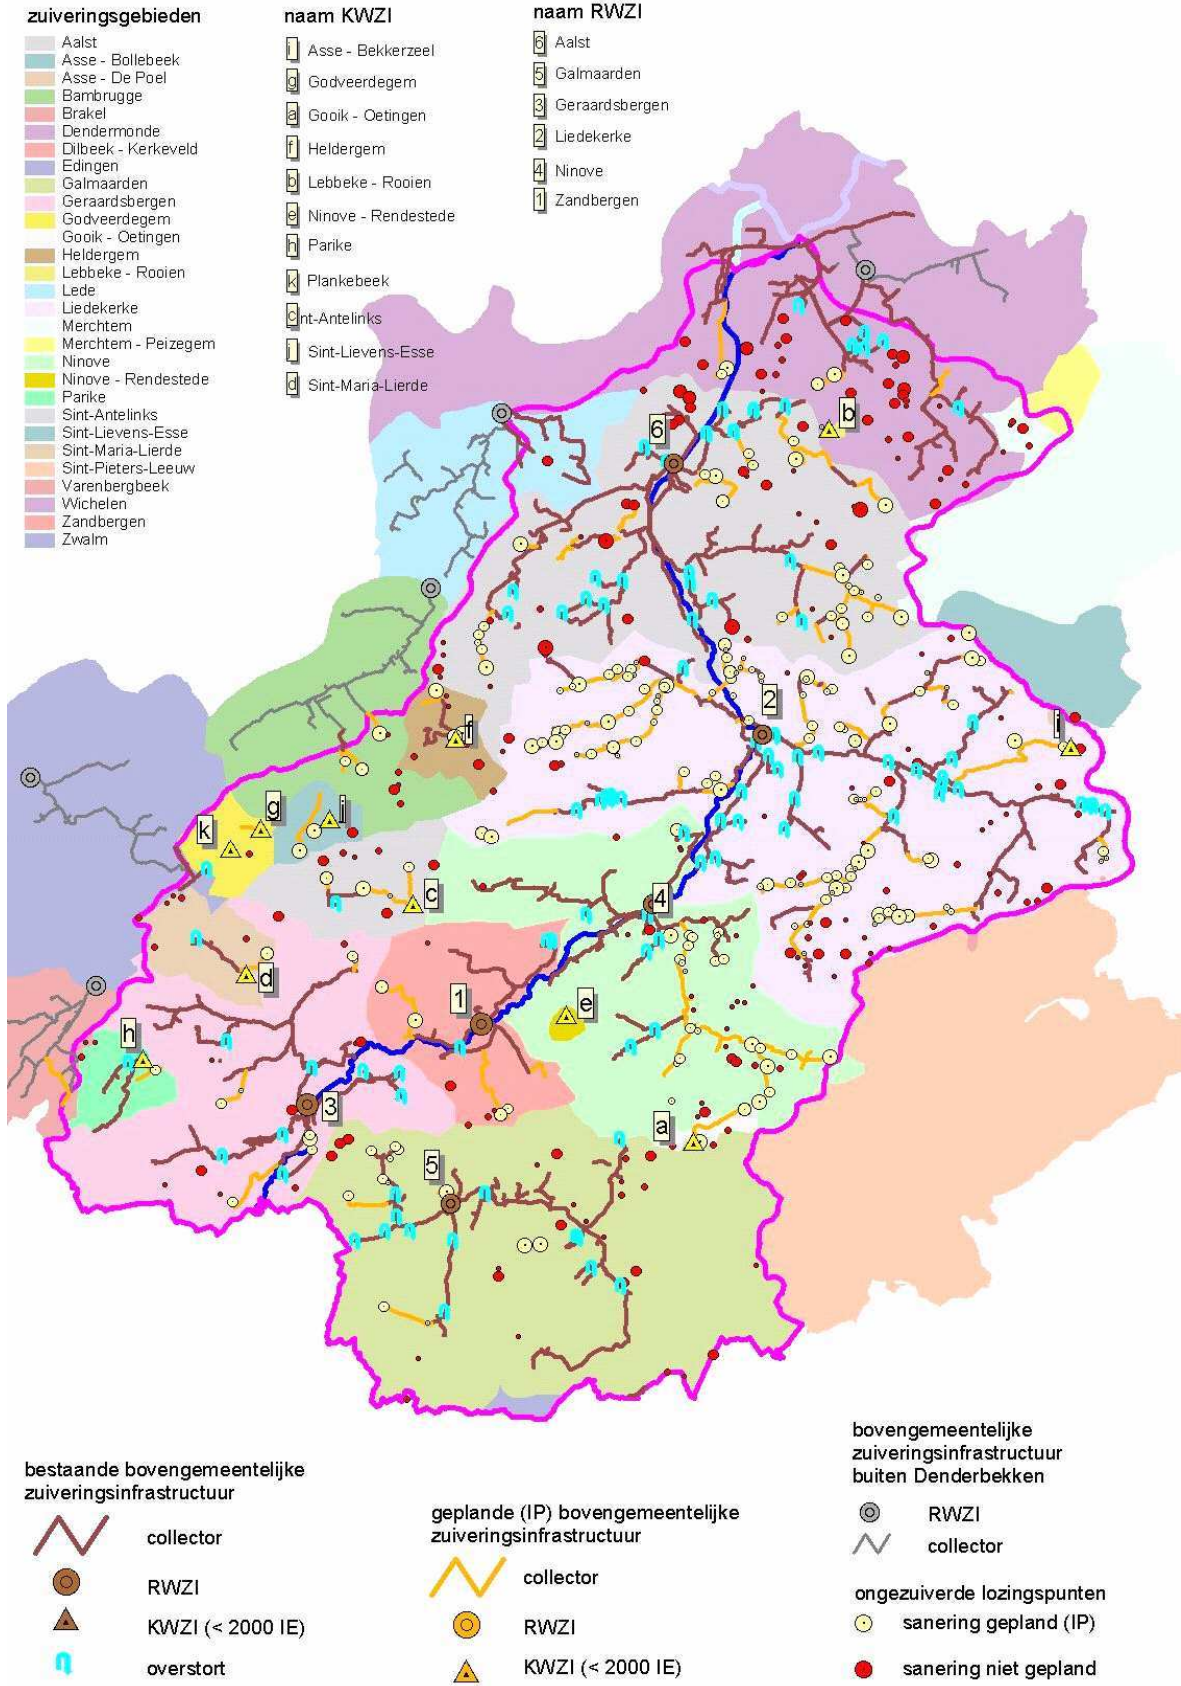 zuiveringsgebieden
Aalst
Asse - Bollebeek
Asse - De Poel
Bambrugge
Brakel
Dendermonde
Dilbeek - Kerkeveld
Edingen
Galmaarden
Geraardsbergen
Godveerdegem
Gooik - Oetingen
Heldergem
Lebbeke - Rooien
Lede
Liedekerke
Merchtem
Merchtem - Peizegem
Ninove
Ninove - Rendestede
Parike
Sint-Antelinks
Sint-Lievens-Esse
Sint-Maria-Lierde
Sint-Pieters-Leeuw
Varenbergbeek
Wichelen
Zandbergen
Zwalm
naam KWZI
i Asse - Bekkerzeel
g Godveerdegem
a Gooik - Oetingen
f Heldergem
b Lebbeke - Rooien
e Ninove - Rendestede
h Parike
k Plankebeek
c nt-Antelinks
j Sint-Lievens-Esse
d Sint-Maria-Lierde
naam RWZI
6 Aalst
5 Galmaarden
3 Geraardsbergen
2 Liedekerke
4 Ninove
1 Zandbergen
6
b
2
f
i
g
k
j
c
4
d
1
e
h
3
a
5
bestaande bovengemeentelijke
zuiveringsinfrastructuur
collector
RWZI
KWZI (< 2000 IE)
overstort
geplande (IP) bovengemeentelijke
zuiveringsinfrastructuur
collector
RWZI
KWZI (< 2000 IE)
bovengemeentelijke
zuiveringsinfrastructuur
buiten Denderbekken
RWZI
collector
ongezuiverde lozingspunten
sanering gepland (IP)
sanering niet gepland